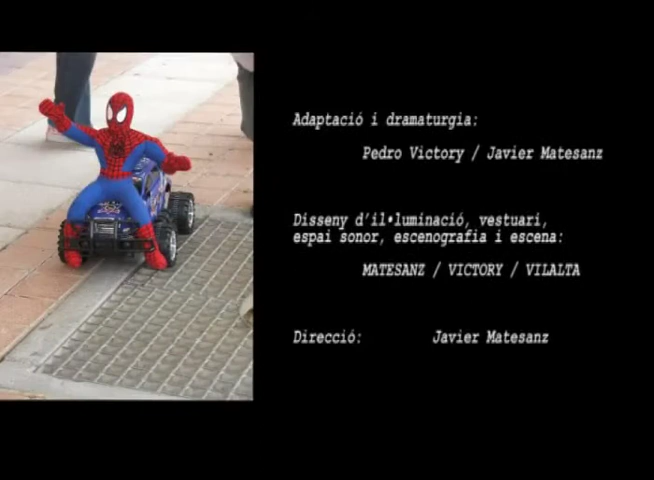 Adaptació i dramaturgia:
Pedro Victory / Javier Matesanz
Disseny d'il•luminació, vestuari,
espai sonor, escenografia i escena:
MATESANZ / VICTORY / VILALTA
Direcció: Javier Matesanz